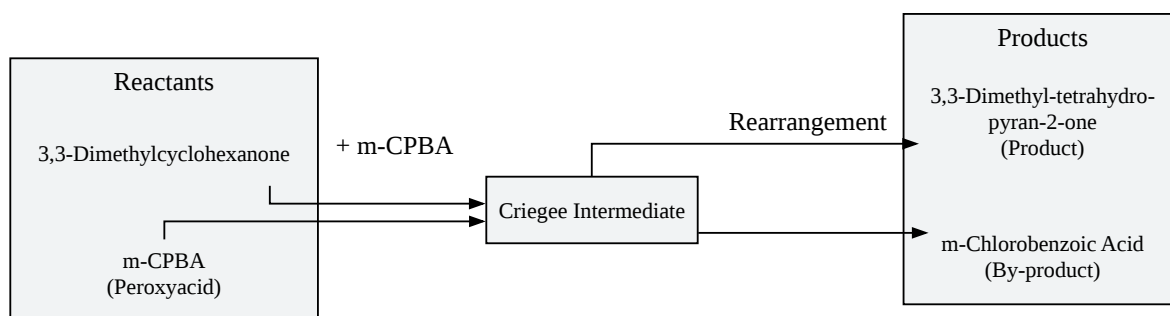 Reactants
3,3-Dimethylcyclohexanone
m-CPBA
(Peroxyacid)
+ m-CPBA
Criegee Intermediate
Rearrangement
Products
3,3-Dimethyl-tetrahydro-
pyran-2-one
(Product)
m-Chlorobenzoic Acid
(By-product)